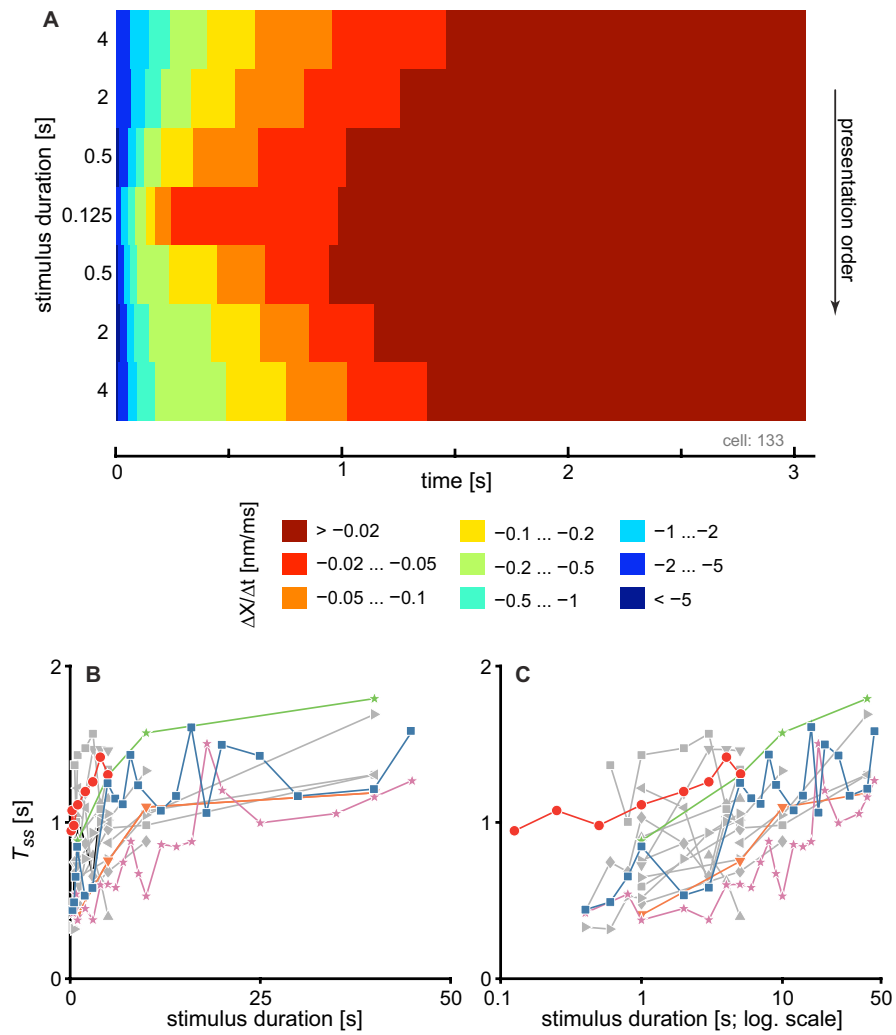 A
stimulus duration [s]
4
2
0.5
0.125
0.5
2
4
presentation order
cell: 133
0 1 2 3
time [s]
ΔX/Δt [nm/ms]
> −0.02 −0.1 ... −0.2 −1 ...−2
−0.02 ... −0.05 −0.2 ... −0.5 −2 ... −5
−0.05 ... −0.1 −0.5 ... −1 < −5
B
Tss [s]
2
1
0
0 25 50
stimulus duration [s]
C
2
1
0
0.1 1 10 50
stimulus duration [s; log. scale]